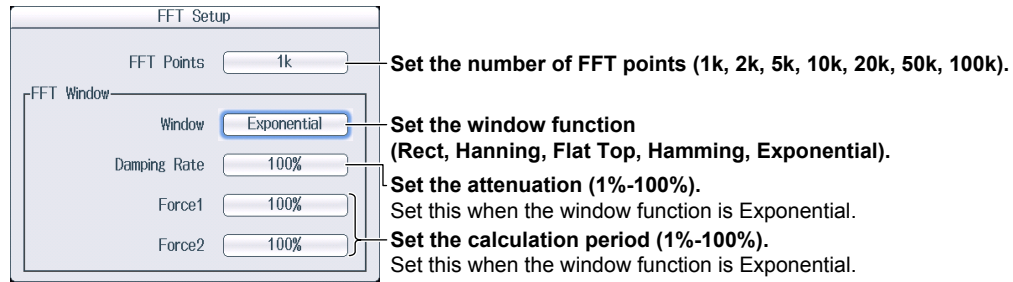 FFT Setup
FFT Points 1k
Set the number of FFT points (1k, 2k, 5k, 10k, 20k, 50k, 100k).
FFT Window
Window Exponential
Set the window function
(Rect, Hanning, Flat Top, Hamming, Exponential).
Damping Rate 100%
Set the attenuation (1%-100%).
Set this when the window function is Exponential.
Force1 100%
Force2 100%
Set the calculation period (1%-100%).
Set this when the window function is Exponential.